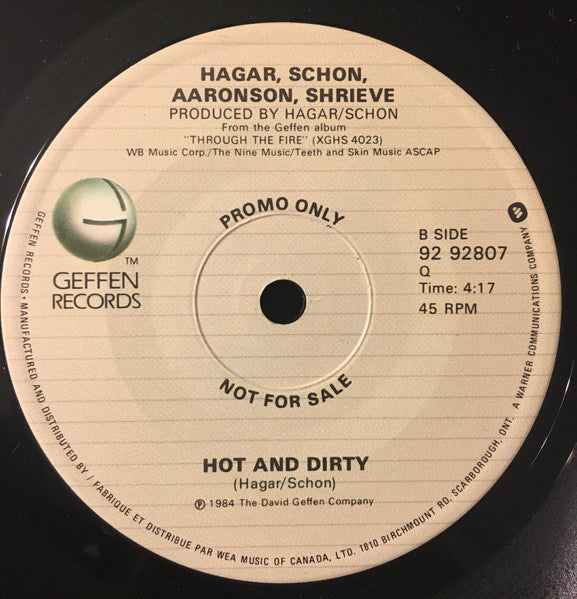 HAGAR, SCHON,
AARONSON, SHRIEVE
PRODUCED BY HAGAR/SCHON
From the Geffen album
"THROUGH THE FIRE" (XGHS 4023)
WB Music Corp./The Nine Music/Teeth and Skin Music ASCAP
G
TM
GEFFEN
RECORDS
PROMO ONLY
NOT FOR SALE
B SIDE
92 92807
Q
Time: 4:17
45 RPM
HOT AND DIRTY
(Hagar/Schon)
℗ 1984 The David Geffen Company
GEFFEN RECORDS • MANUFACTURED AND DISTRIBUTED BY / FABRIQUE ET DISTRIBUE PAR WEA MUSIC OF CANADA, LTD. 1810 BIRCHMOUNT RD. SCARBOROUGH, ONT. A WARNER COMMUNICATIONS COMPANY